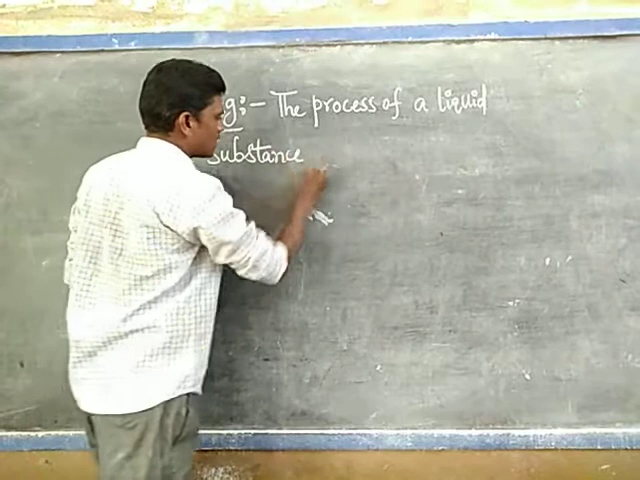 g:- The process of a liquid
substance